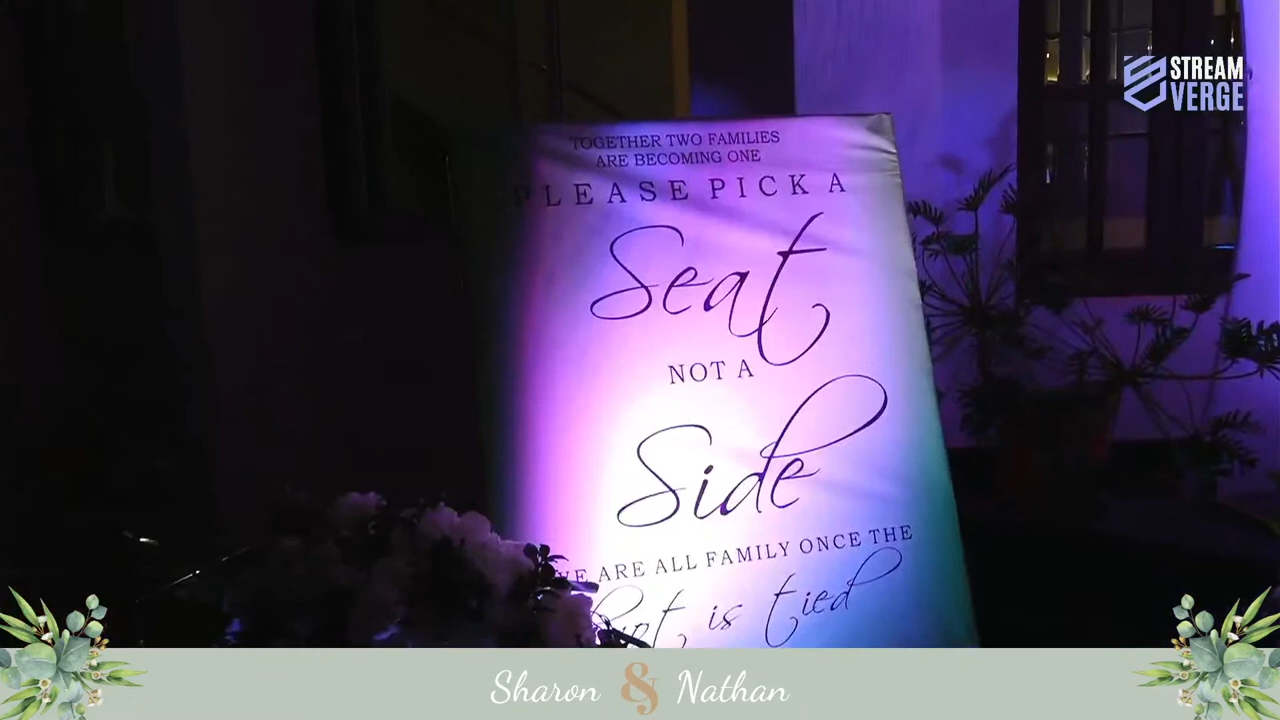 STREAM
VERGE
TOGETHER TWO FAMILIES
ARE BECOMING ONE
PLEASE PICK A
Seat
NOT A
Side
WE ARE ALL FAMILY ONCE THE
is tied
Sharon & Nathan